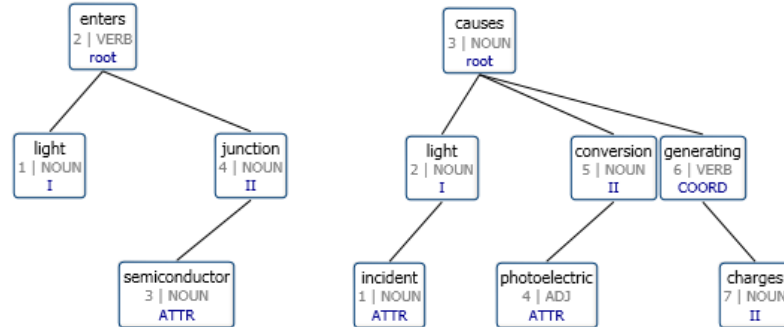 enters
2 | VERB
root
light
1 | NOUN
I
junction
4 | NOUN
II
semiconductor
3 | NOUN
ATTR
causes
3 | NOUN
root
light
2 | NOUN
I
conversion
5 | NOUN
II
generating
6 | VERB
COORD
incident
1 | NOUN
ATTR
photoelectric
4 | ADJ
ATTR
charges
7 | NOUN
II